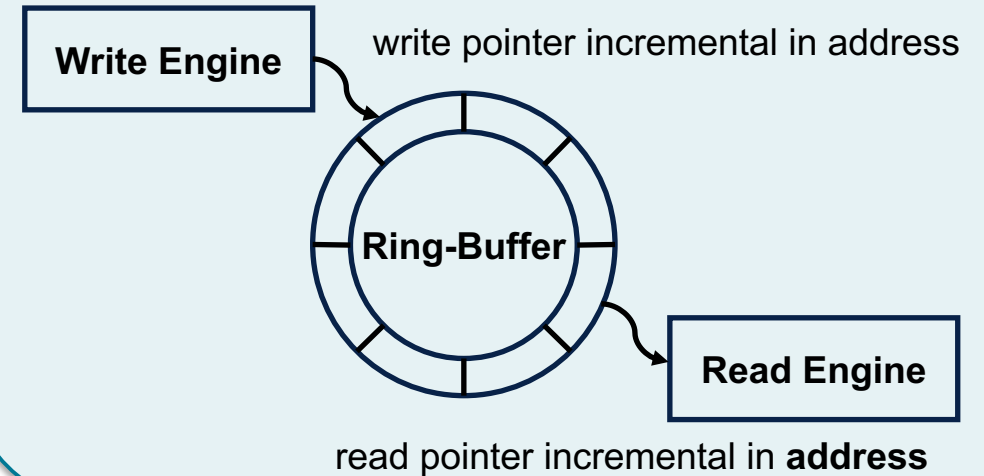 write pointer incremental in address
Write Engine
Ring-Buffer
Read Engine
read pointer incremental in address